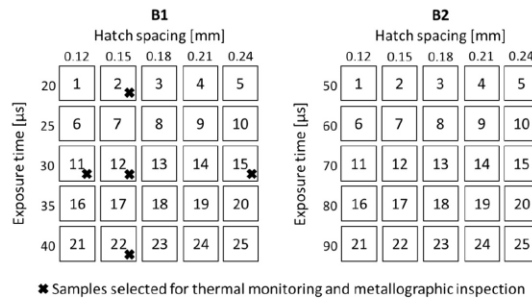 B1
Hatch spacing [mm]
0.12 0.15 0.18 0.21 0.24
Exposure time [µs]
20 1 2 3 4 5
25 6 7 8 9 10
30 11 12 13 14 15
35 16 17 18 19 20
40 21 22 23 24 25
B2
Hatch spacing [mm]
0.12 0.15 0.18 0.21 0.24
Exposure time [µs]
50 1 2 3 4 5
60 6 7 8 9 10
70 11 12 13 14 15
80 16 17 18 19 20
90 21 22 23 24 25
✖ Samples selected for thermal monitoring and metallographic inspection